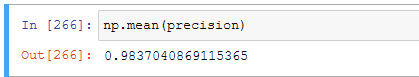 In [266]: np.mean(precision)
Out[266]: 0.9837040869115365